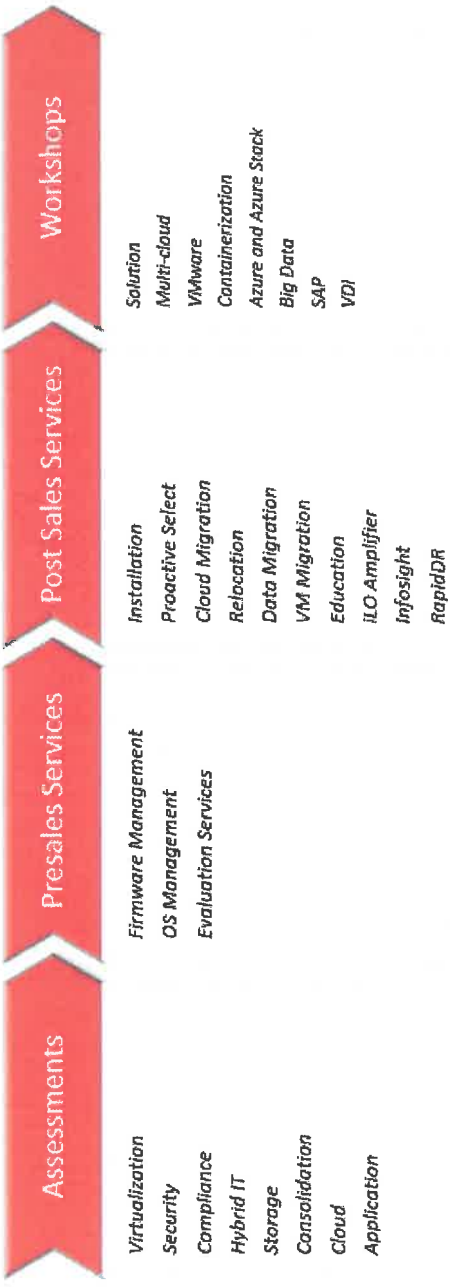 Assessments
Virtualization
Security
Compliance
Hybrid IT
Storage
Consolidation
Cloud
Application
Presales Services
Firmware Management
OS Management
Evaluation Services
Post Sales Services
Installation
Proactive Select
Cloud Migration
Relocation
Data Migration
VM Migration
Education
iLO Amplifier
Infosight
RapidDR
Workshops
Solution
Multi-cloud
VMware
Containerization
Azure and Azure Stack
Big Data
SAP
VDI